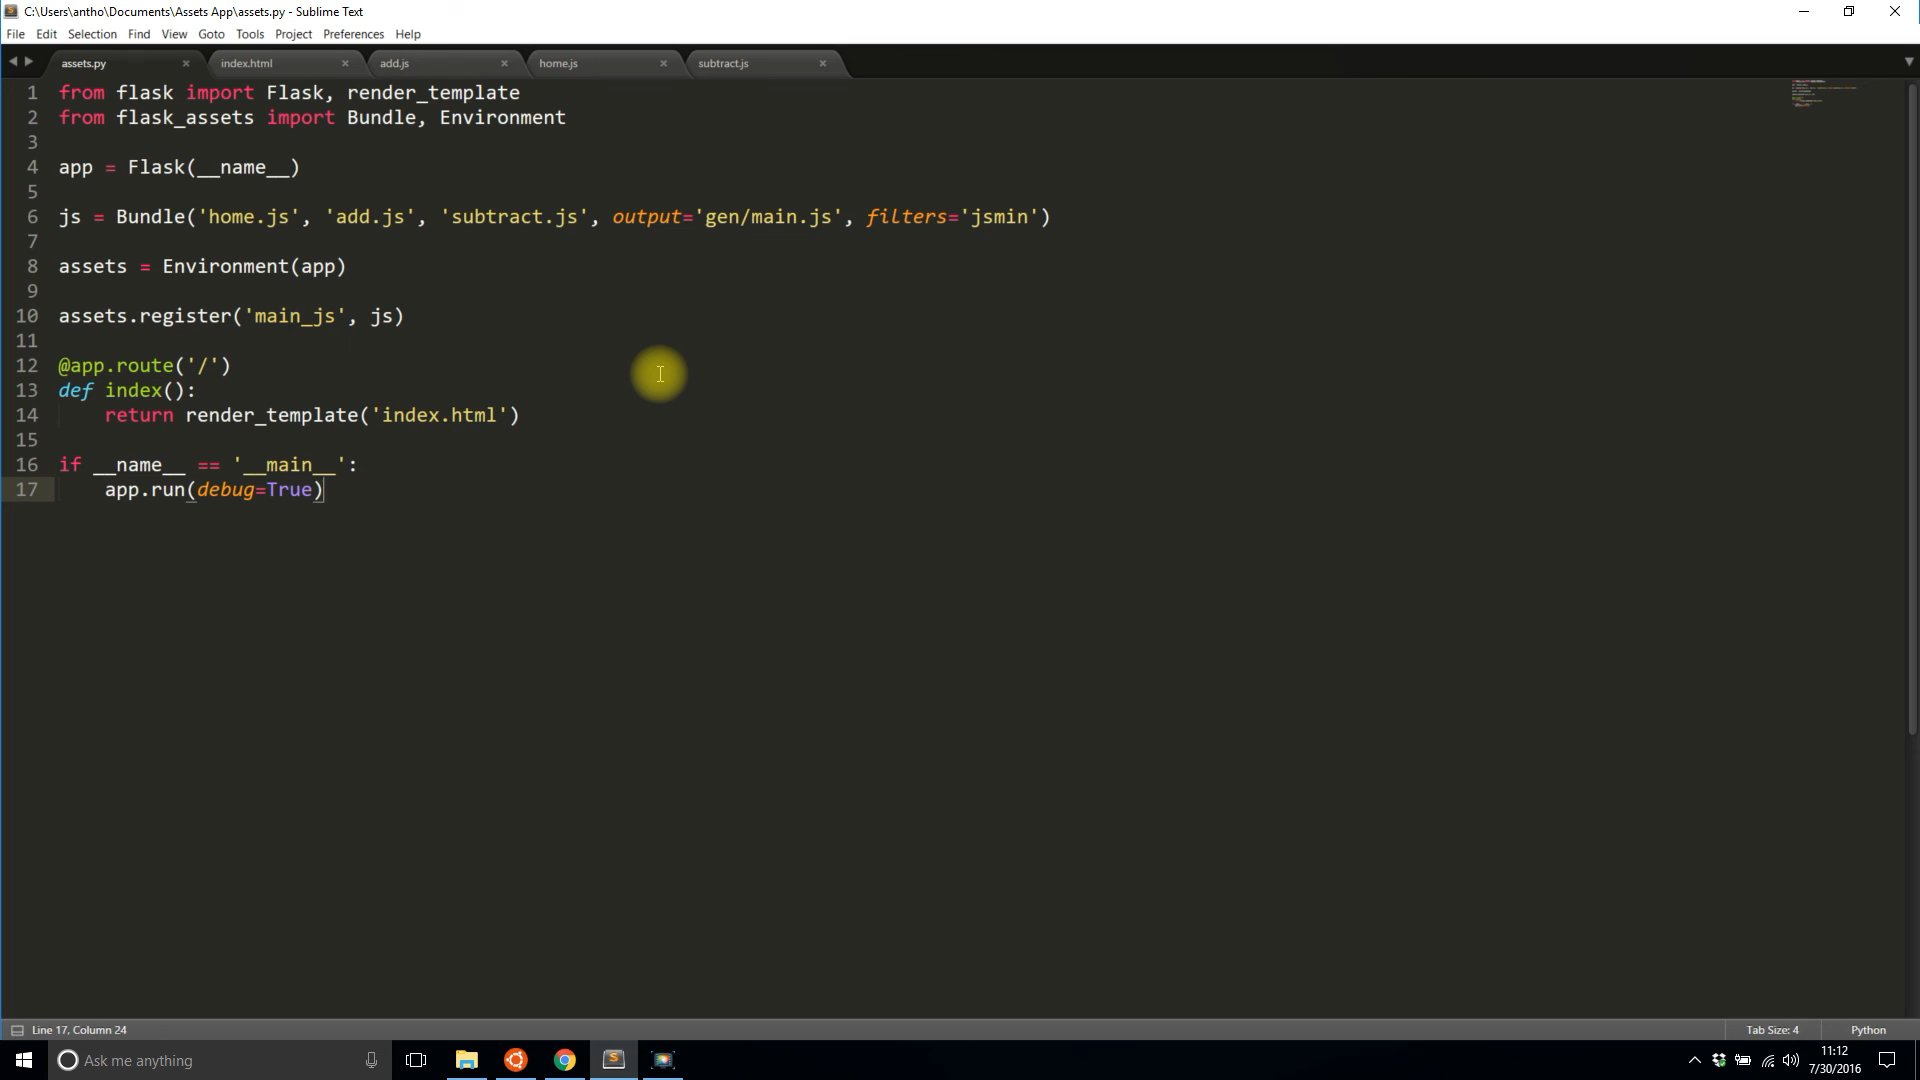 C:\Users\antho\Documents\Assets App\assets.py - Sublime Text
File Edit Selection Find View Goto Tools Project Preferences Help
assets.py index.html add.js home.js subtract.js
1 from flask import Flask, render_template
2 from flask_assets import Bundle, Environment
3
4 app = Flask(__name__)
5
6 js = Bundle('home.js', 'add.js', 'subtract.js', output='gen/main.js', filters='jsmin')
7
8 assets = Environment(app)
9
10 assets.register('main_js', js)
11
12 @app.route('/')
13 def index():
14     return render_template('index.html')
15
16 if __name__ == '__main__':
17     app.run(debug=True)
Line 17, Column 24 Tab Size: 4 Python
Ask me anything
11:12
7/30/2016